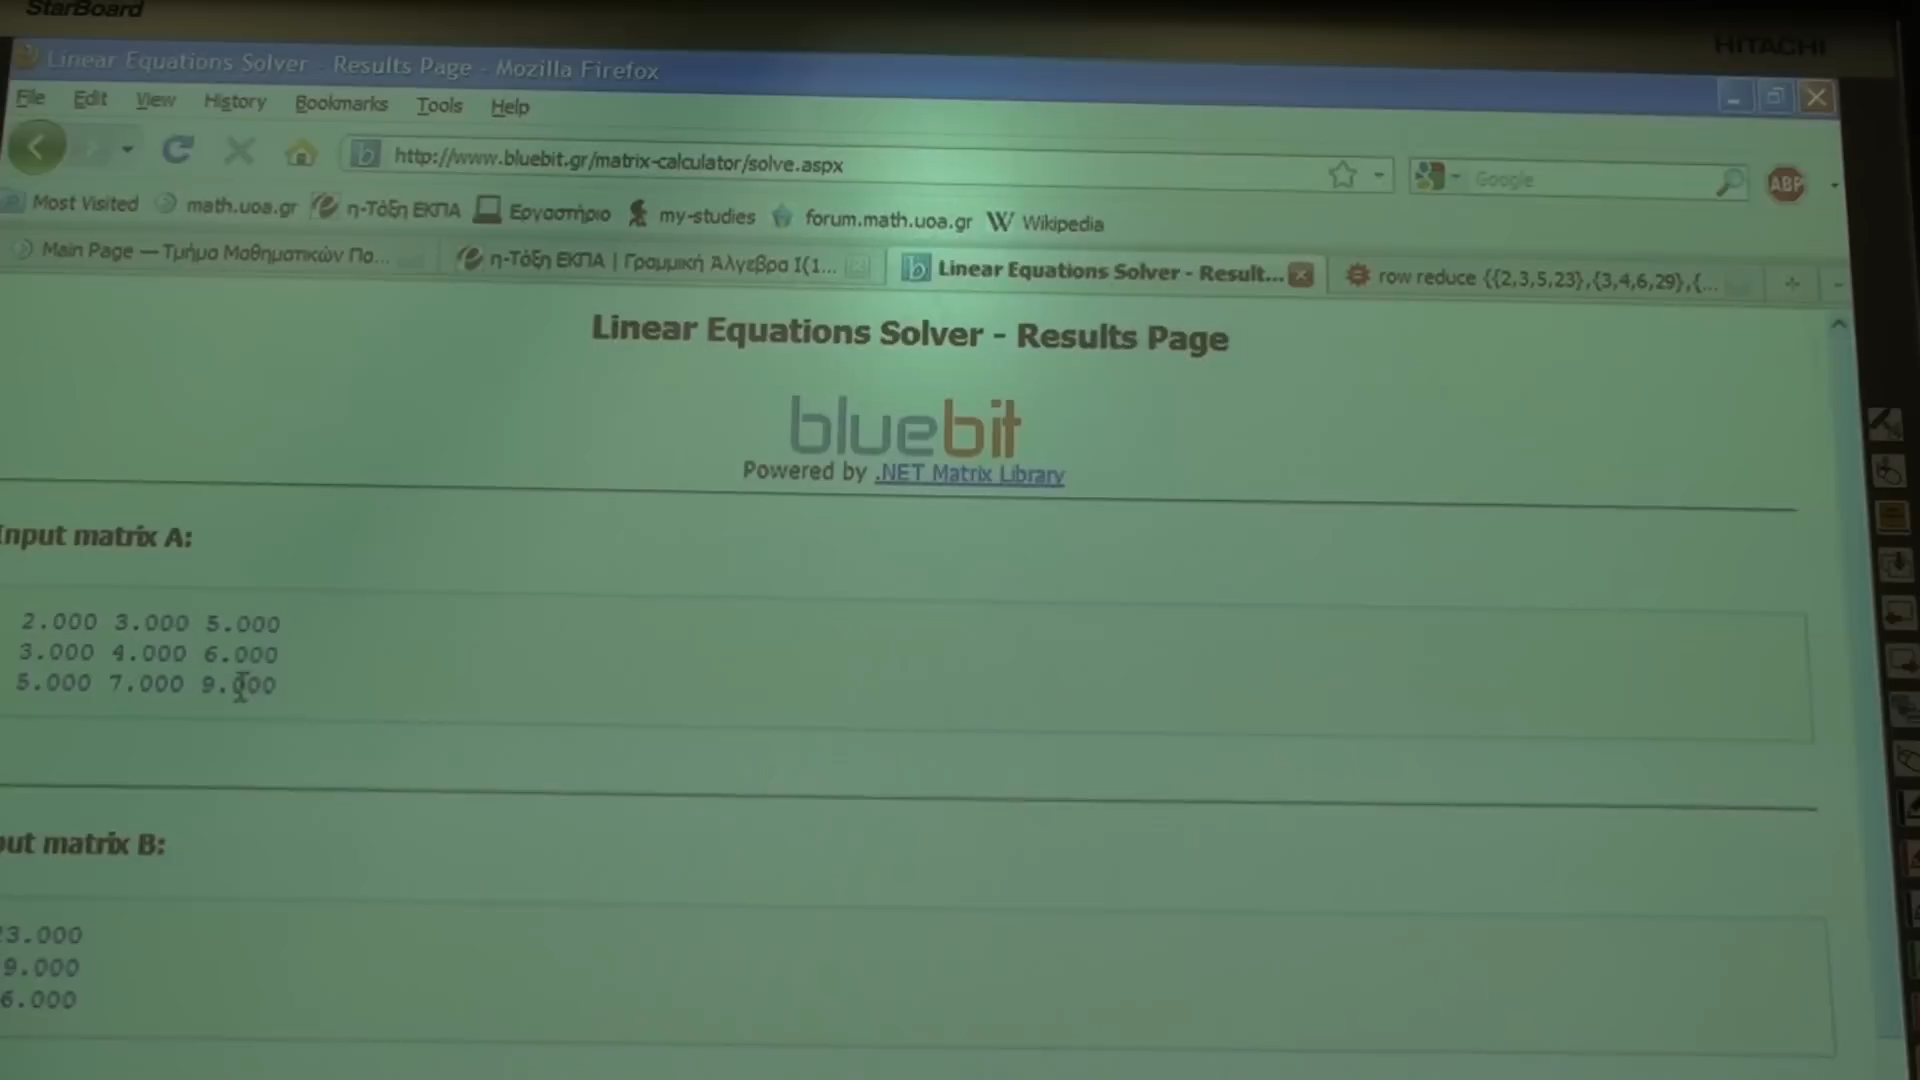 StarBoard
HITACHI
Linear Equations Solver - Results Page - Mozilla Firefox
File Edit View History Bookmarks Tools Help
http://www.bluebit.gr/matrix-calculator/solve.aspx
Google
ABP
Most Visited math.uoa.gr η-Τάξη ΕΚΠΑ Εργαστήριο my-studies forum.math.uoa.gr W Wikipedia
Main Page — Τμήμα Μαθηματικών Πα... η-Τάξη ΕΚΠΑ | Γραμμική Άλγεβρα Ι(1... Linear Equations Solver - Result... row reduce {{2,3,5,23},{3,4,6,29},{...
Linear Equations Solver - Results Page
bluebit
Powered by .NET Matrix Library
Input matrix A:
2.000 3.000 5.000
3.000 4.000 6.000
5.000 7.000 9.000
put matrix B:
23.000
9.000
6.000